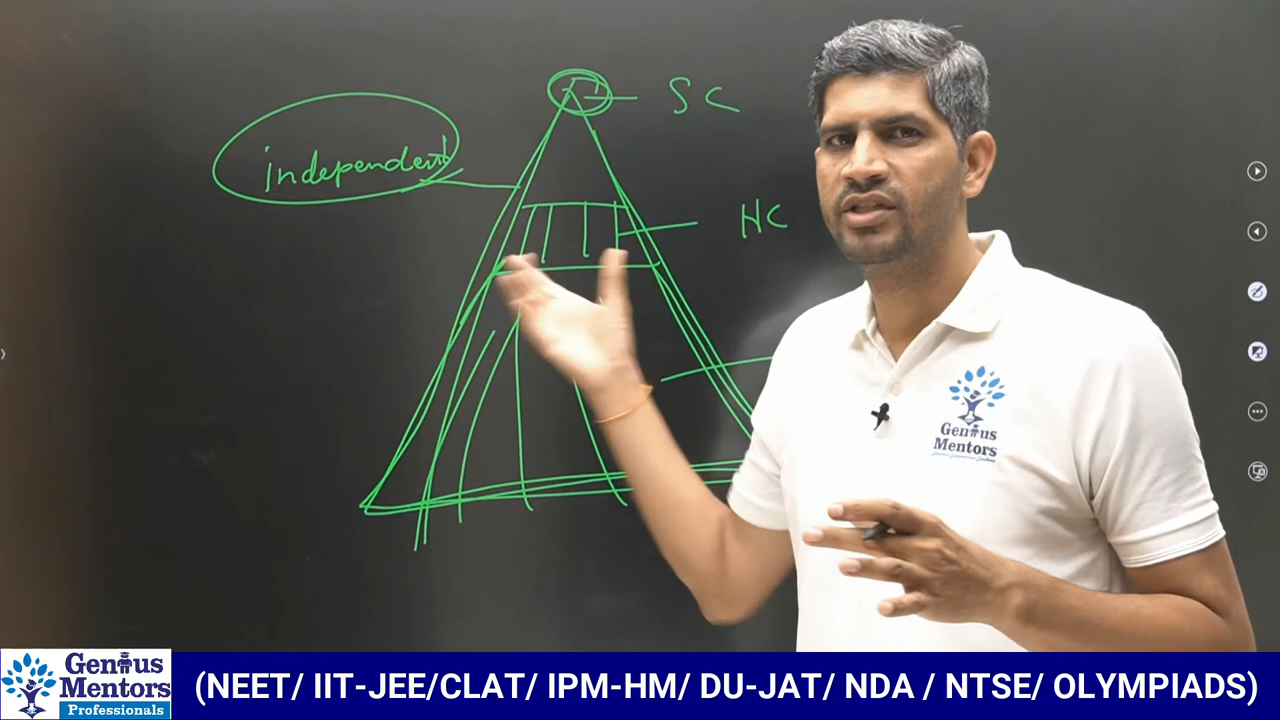 SC
independent
HC
Genius
Mentors
Genius
Mentors
Professionals
(NEET/ IIT-JEE/CLAT/ IPM-HM/ DU-JAT/ NDA / NTSE/ OLYMPIADS)